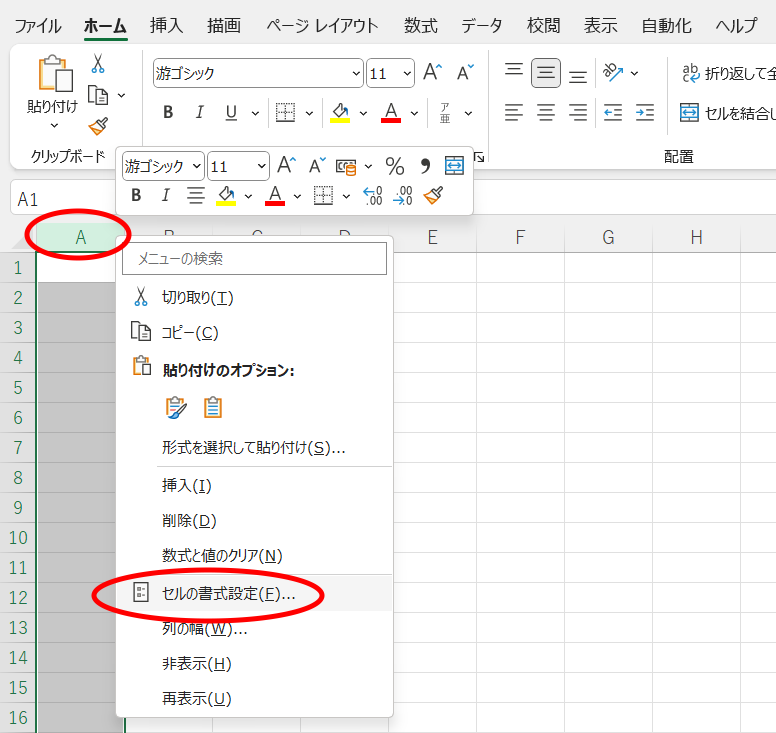 ファイル ホーム 挿入 描画 ページ レイアウト 数式 データ 校閲 表示 自動化 ヘルプ
貼り付け
クリップボード
游ゴシック 11 A^ Aˇ
B I U A ア亜
ab 折り返して全
セルを結合し
配置
游ゴシック 11 A^ Aˇ % 9
B I A .00 .00
A1
A B C D E F G H
メニューの検索
切り取り(T)
コピー(C)
貼り付けのオプション:
形式を選択して貼り付け(S)...
挿入(I)
削除(D)
数式と値のクリア(N)
セルの書式設定(F)...
列の幅(W)...
非表示(H)
再表示(U)
1
2
3
4
5
6
7
8
9
10
11
12
13
14
15
16